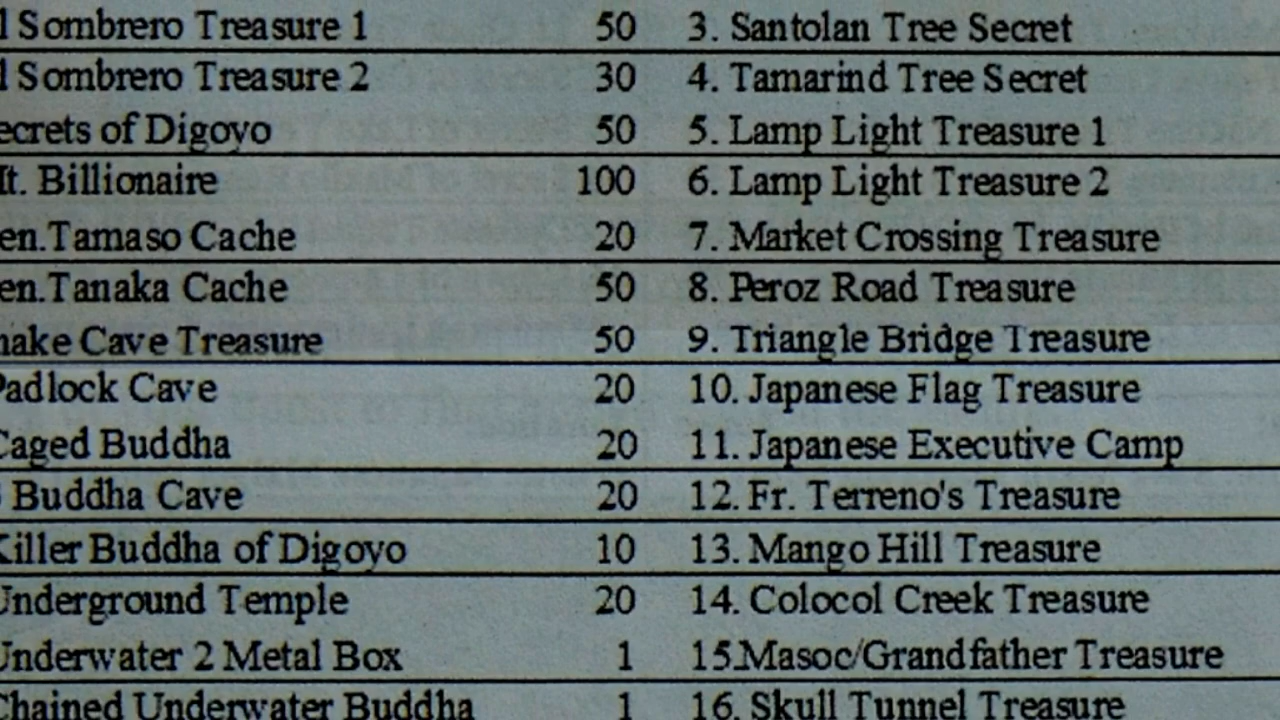 l Sombrero Treasure 1 50 3. Santolan Tree Secret
l Sombrero Treasure 2 30 4. Tamarind Tree Secret
ecrets of Digoyo 50 5. Lamp Light Treasure 1
t. Billionaire 100 6. Lamp Light Treasure 2
en.Tamaso Cache 20 7. Market Crossing Treasure
en.Tanaka Cache 50 8. Peroz Road Treasure
nake Cave Treasure 50 9. Triangle Bridge Treasure
Padlock Cave 20 10. Japanese Flag Treasure
Caged Buddha 20 11. Japanese Executive Camp
Buddha Cave 20 12. Fr. Terreno's Treasure
Killer Buddha of Digoyo 10 13. Mango Hill Treasure
Underground Temple 20 14. Colocol Creek Treasure
Underwater 2 Metal Box 1 15.Masoc/Grandfather Treasure
Chained Underwater Buddha 1 16. Skull Tunnel Treasure